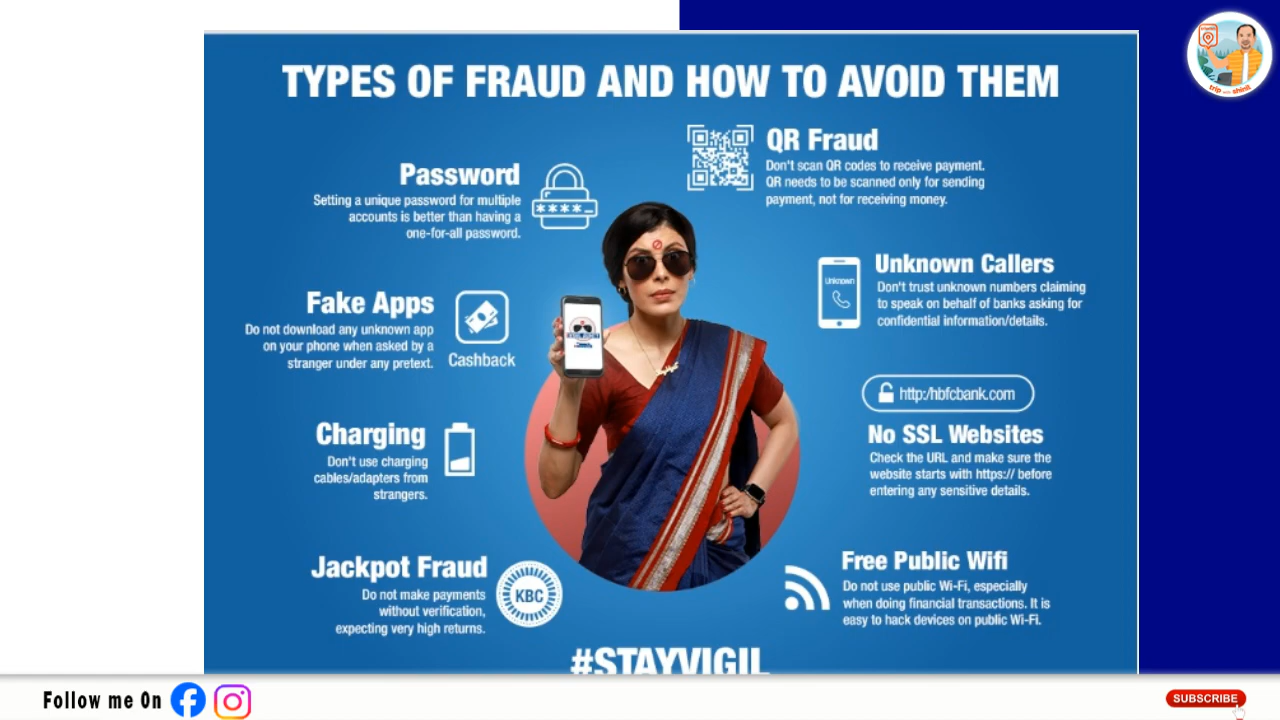 TYPES OF FRAUD AND HOW TO AVOID THEM
Password
Setting a unique password for multiple
accounts is better than having a
one-for-all password.
****_
QR Fraud
Don't scan QR codes to receive payment.
QR needs to be scanned only for sending
payment, not for receiving money.
Fake Apps
Do not download any unknown app
on your phone when asked by a
stranger under any pretext.
Cashback
Unknown
Unknown Callers
Don't trust unknown numbers claiming
to speak on behalf of banks asking for
confidential information/details.
Charging
Don't use charging
cables/adapters from
strangers.
http:/hbfcbank.com
No SSL Websites
Check the URL and make sure the
website starts with https:// before
entering any sensitive details.
Jackpot Fraud
Do not make payments
without verification,
expecting very high returns.
KBC
Free Public Wifi
Do not use public Wi-Fi, especially
when doing financial transactions. It is
easy to hack devices on public Wi-Fi.
#STAYVIGIL
trip with shinit
Follow me On
SUBSCRIBE